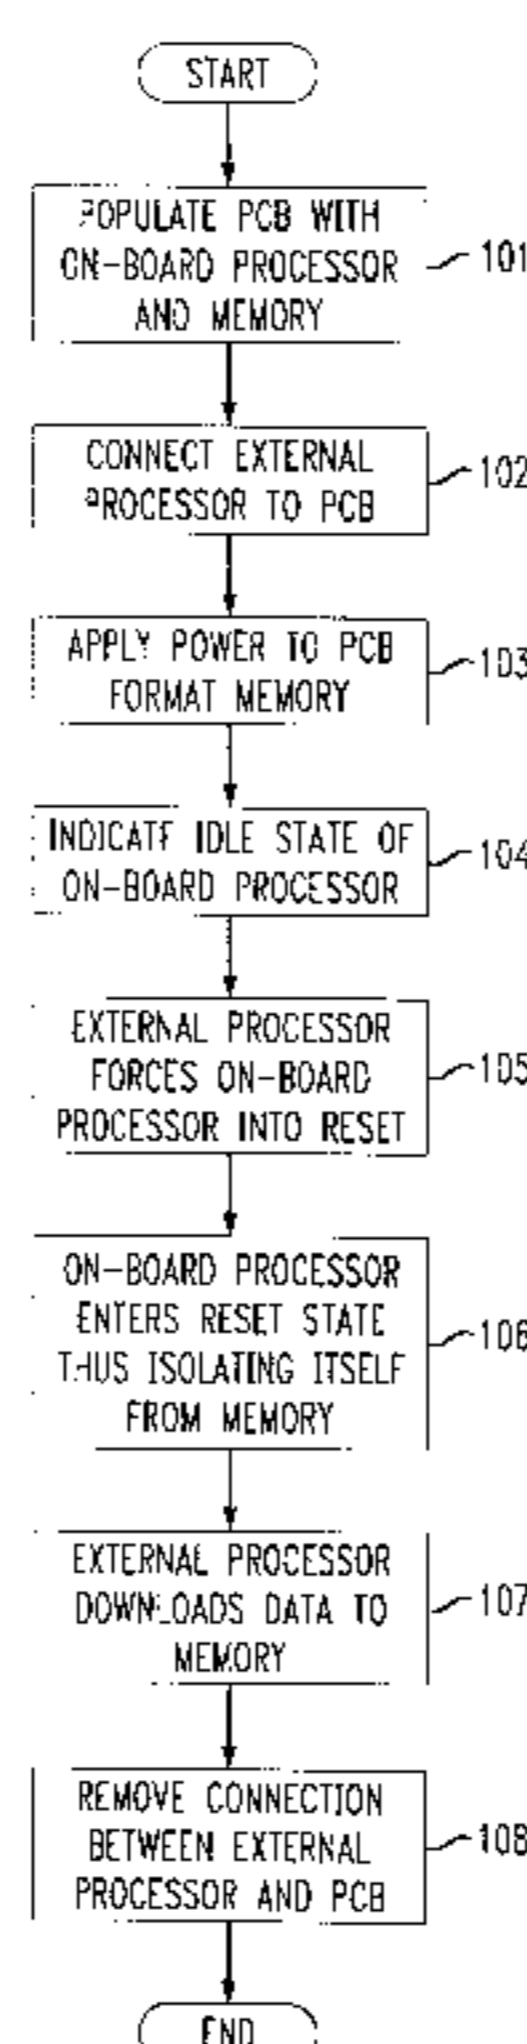 START
POPULATE PCB WITH
ON-BOARD PROCESSOR
AND MEMORY
101
CONNECT EXTERNAL
PROCESSOR TO PCB
102
APPLY POWER TO PCB
FORMAT MEMORY
103
INDICATE IDLE STATE OF
ON-BOARD PROCESSOR
104
EXTERNAL PROCESSOR
FORCES ON-BOARD
PROCESSOR INTO RESET
105
ON-BOARD PROCESSOR
ENTERS RESET STATE
THUS ISOLATING ITSELF
FROM MEMORY
106
EXTERNAL PROCESSOR
DOWNLOADS DATA TO
MEMORY
107
REMOVE CONNECTION
BETWEEN EXTERNAL
PROCESSOR AND PCB
108
END